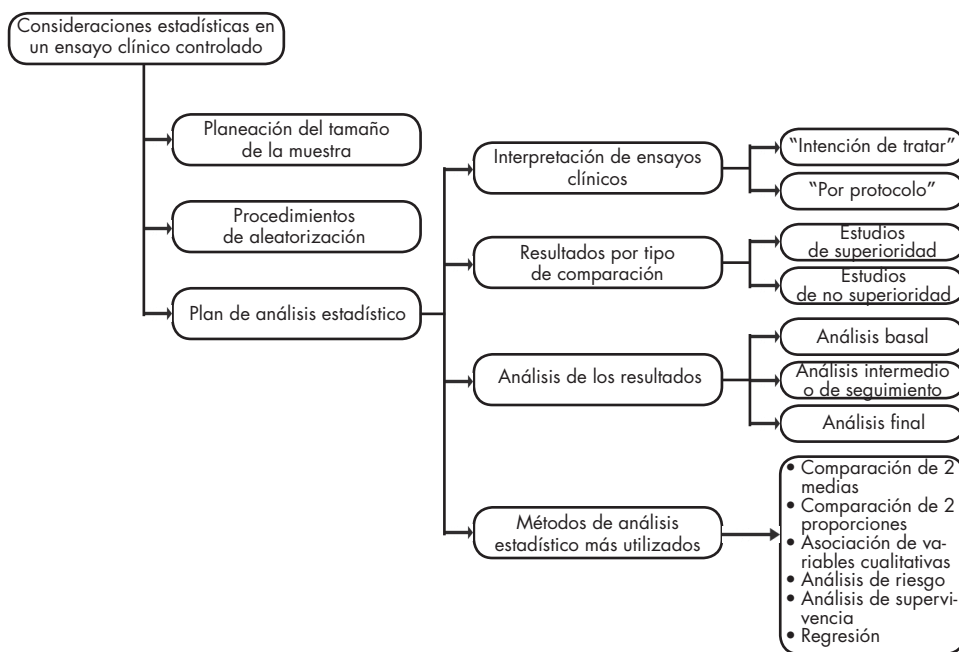 Consideraciones estadísticas en
un ensayo clínico controlado
Planeación del tamaño
de la muestra
Procedimientos
de aleatorización
Plan de análisis estadístico
Interpretación de ensayos
clínicos
"Intención de tratar"
"Por protocolo"
Resultados por tipo
de comparación
Estudios
de superioridad
Estudios
de no superioridad
Análisis de los resultados
Análisis basal
Análisis intermedio
o de seguimiento
Análisis final
Métodos de análisis
estadístico más utilizados
• Comparación de 2
medias
• Comparación de 2
proporciones
• Asociación de va-
riables cualitativas
• Análisis de riesgo
• Análisis de supervi-
vencia
• Regresión